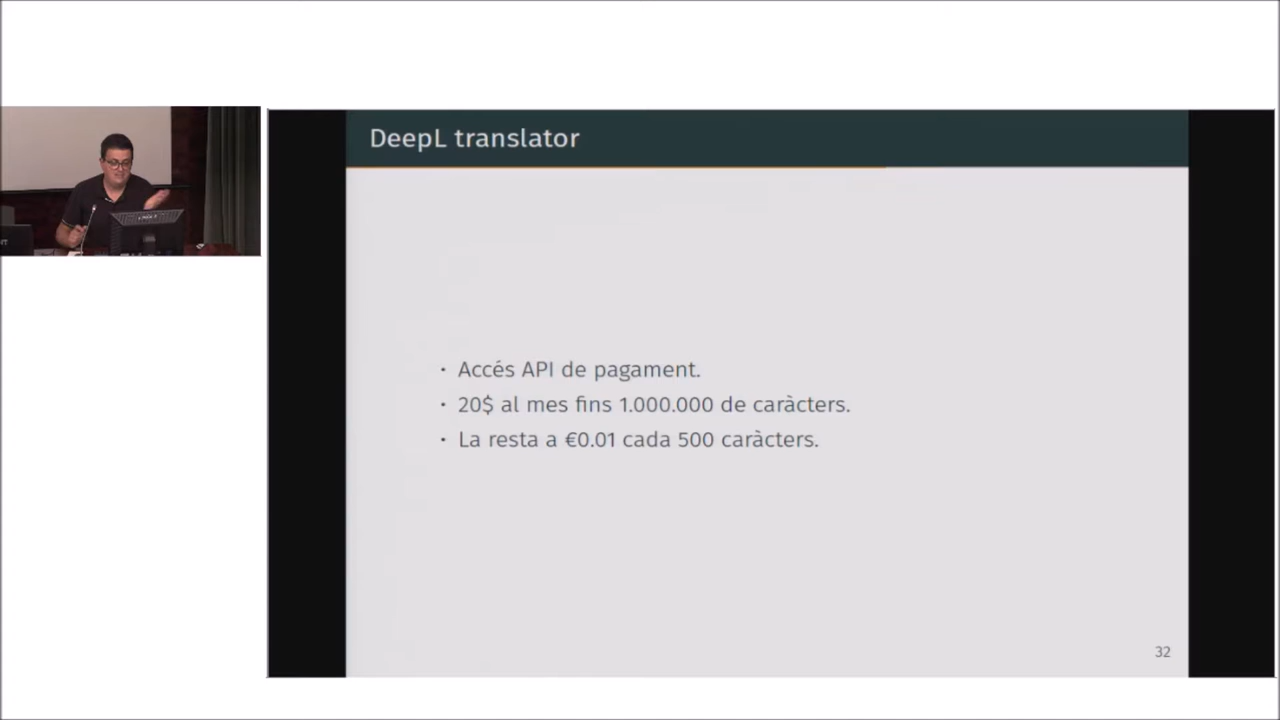 DeepL translator
· Accés API de pagament.
· 20$ al mes fins 1.000.000 de caràcters.
· La resta a €0.01 cada 500 caràcters.
32